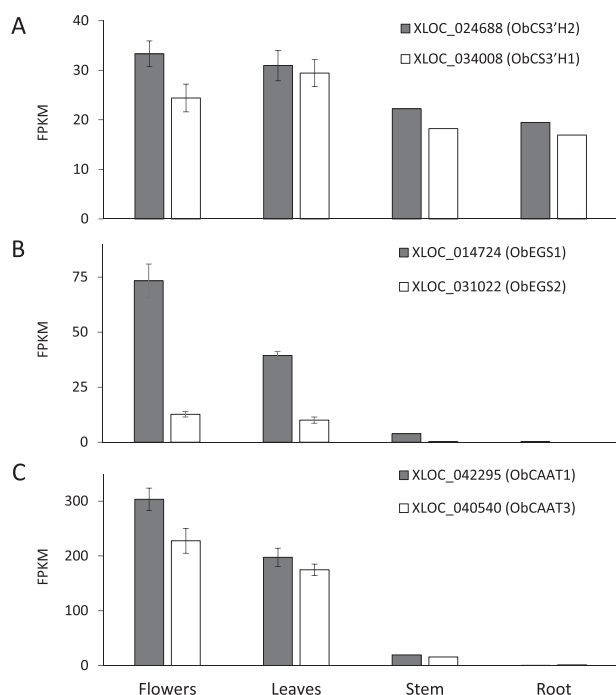 A
XLOC_024688 (ObCS3'H2)
XLOC_034008 (ObCS3'H1)
FPKM
40
30
20
10
0
B
XLOC_014724 (ObEGS1)
XLOC_031022 (ObEGS2)
FPKM
75
50
25
0
C
XLOC_042295 (ObCAAT1)
XLOC_040540 (ObCAAT3)
FPKM
300
200
100
0
Flowers Leaves Stem Root